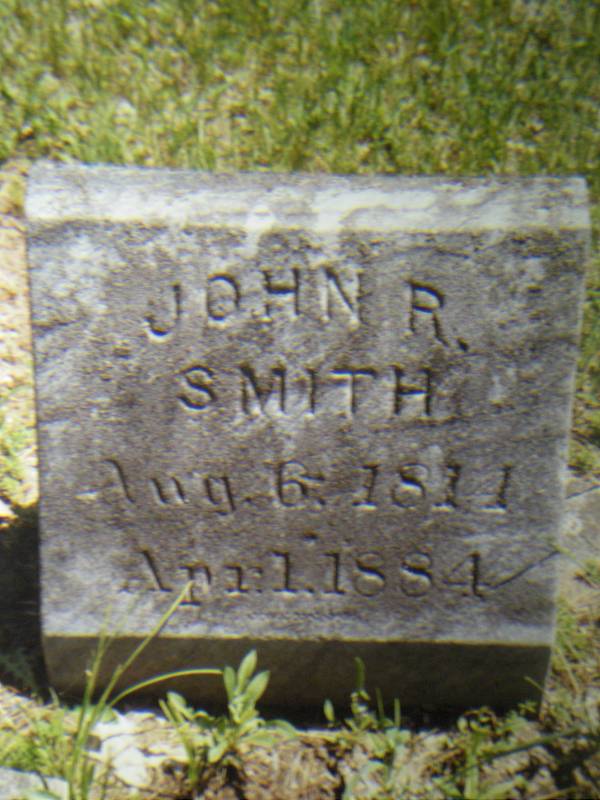 JOHN R.
SMITH
Aug. 6, 1811
Apr. 1, 1884